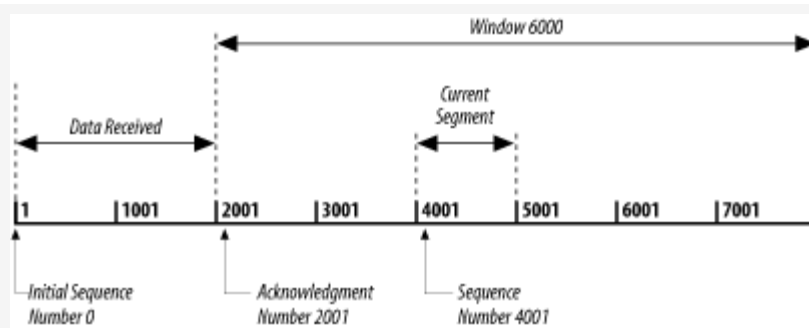 Window 6000
Current
Segment
Data Received
1 1001 2001 3001 4001 5001 6001 7001
Initial Sequence
Number 0
Acknowledgment
Number 2001
Sequence
Number 4001